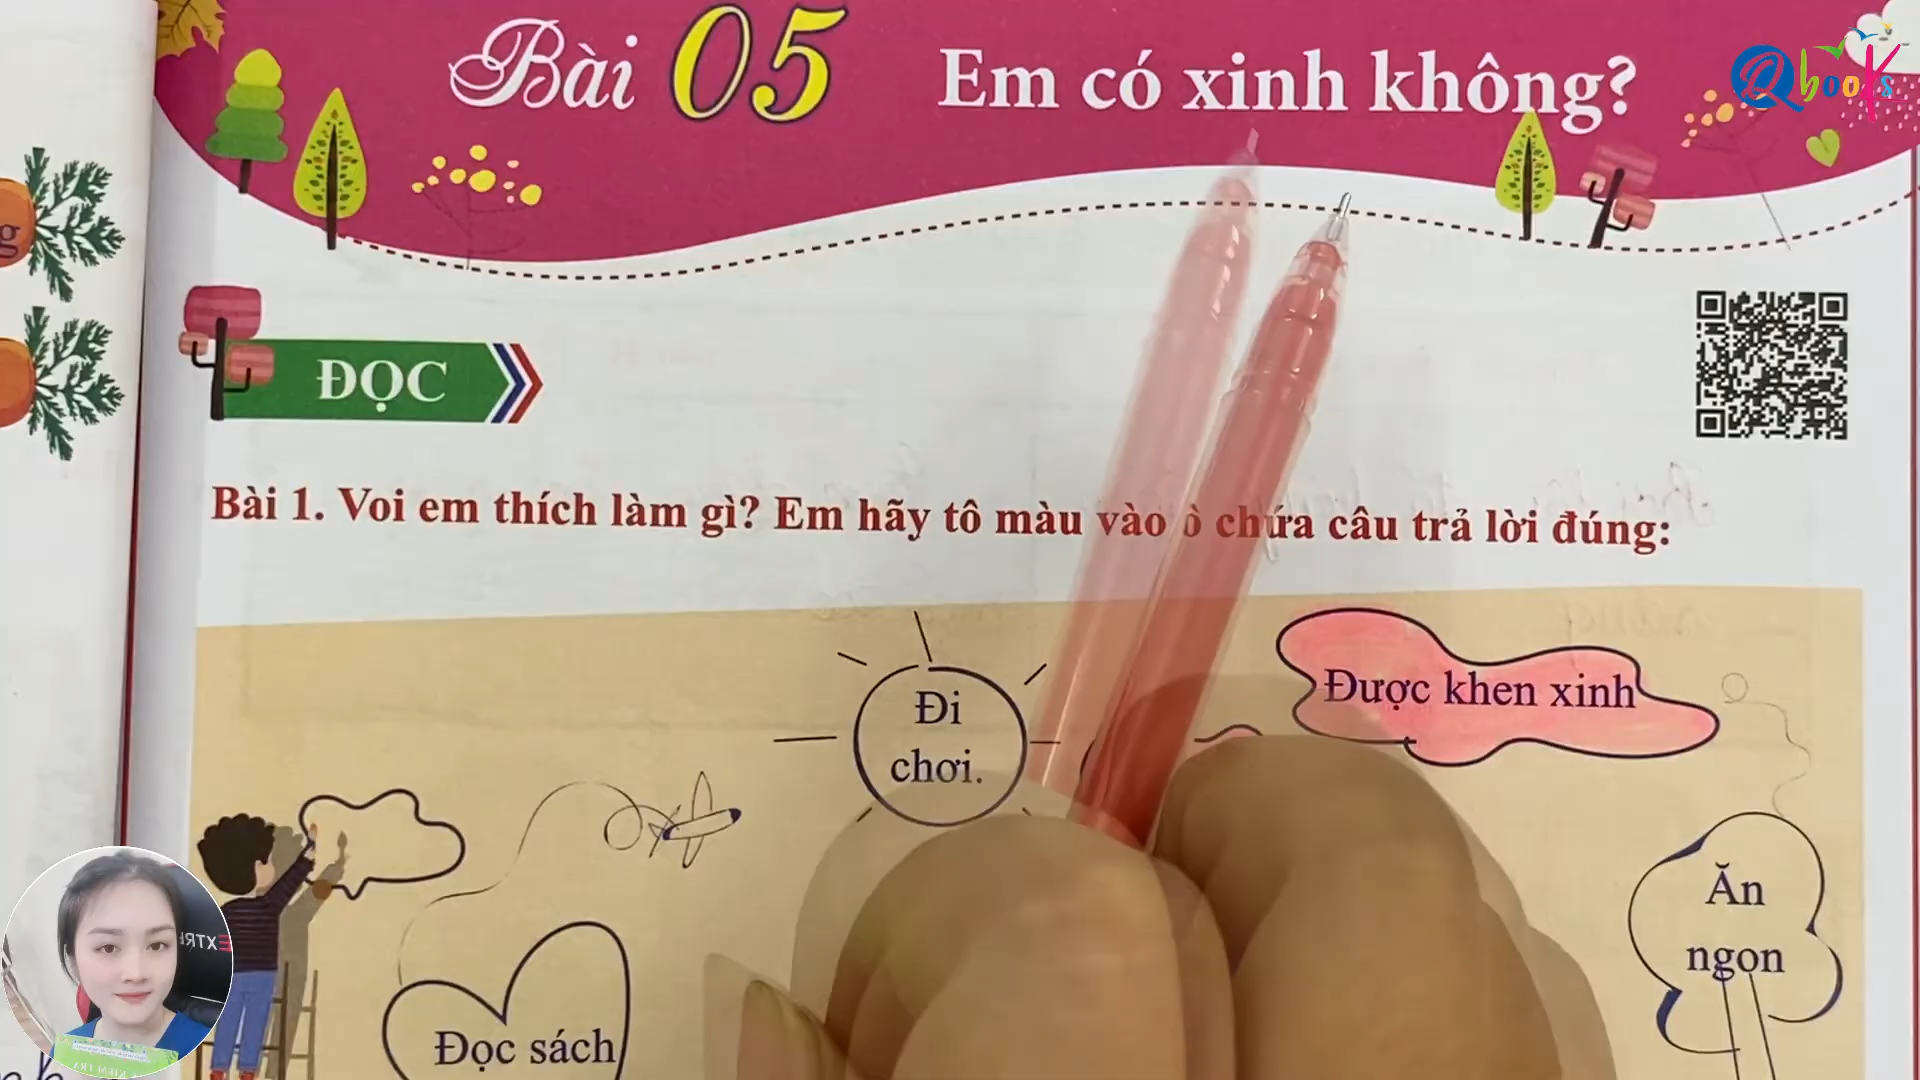 Bài 05 Em có xinh không?
Qbooks
ĐỌC
Bài 1. Voi em thích làm gì? Em hãy tô màu vào ò chứa câu trả lời đúng:
Được khen xinh
Đi
chơi.
Ăn
ngon
Đọc sách